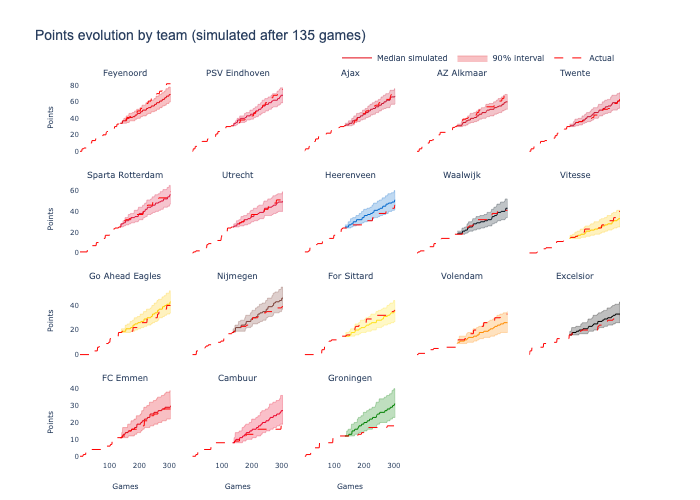 Points evolution by team (simulated after 135 games)
Median simulated 90% interval Actual
Feyenoord PSV Eindhoven Ajax AZ Alkmaar Twente
80
60
40
20
0
Points
Sparta Rotterdam Utrecht Heerenveen Waalwijk Vitesse
60
40
20
0
Points
Go Ahead Eagles Nijmegen For Sittard Volendam Excelsior
40
20
0
Points
FC Emmen Cambuur Groningen
40
30
20
10
0
Points
100 200 300 100 200 300 100 200 300
Games Games Games